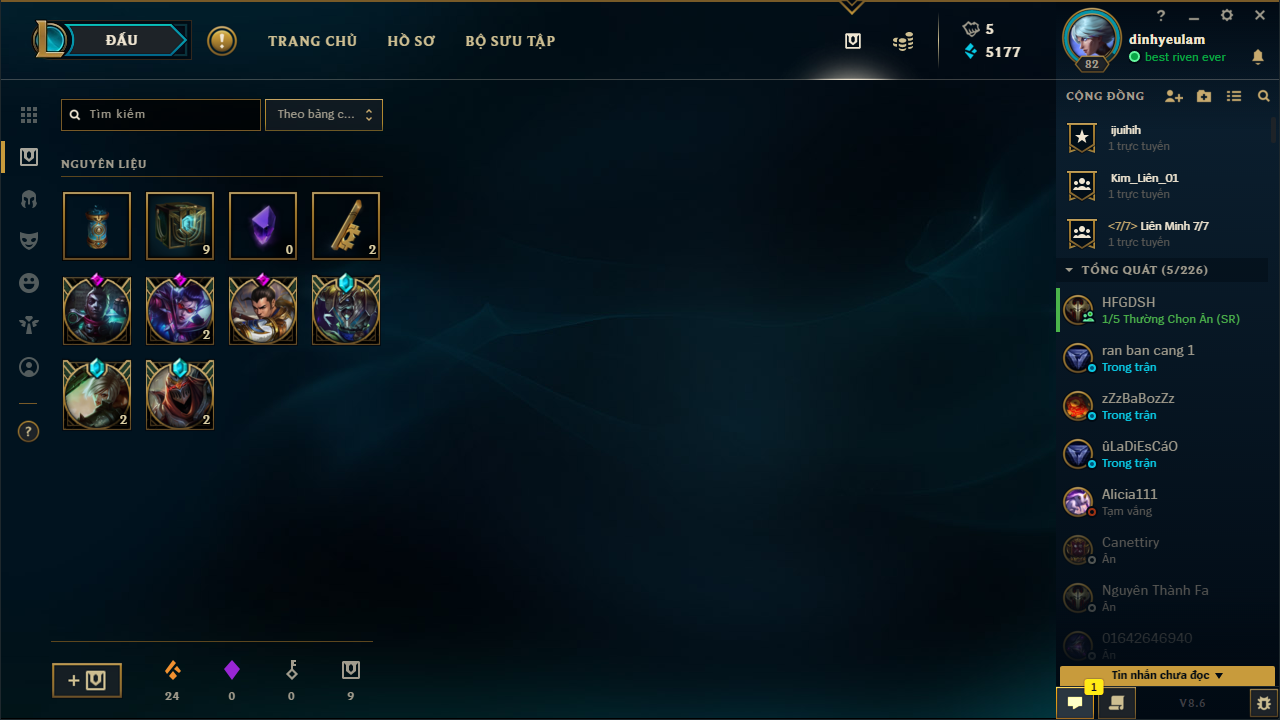 ĐẤU
!
TRANG CHỦ
HỒ SƠ
BỘ SƯU TẬP
5
5177
?
82
dinhyeulam
best riven ever
Tìm kiếm
Theo bảng c...
NGUYÊN LIỆU
9
0
2
2
2
2
?
24
0
0
9
CỘNG ĐỒNG
ijuihih
1 trực tuyến
Kim_Liên_01
1 trực tuyến
<7/7> Liên Minh 7/7
1 trực tuyến
TỔNG QUÁT (5/226)
HFGDSH
1/5 Thường Chọn Ẩn (SR)
ran ban cang 1
Trong trận
zZzBaBozZz
Trong trận
ûLaDiEsCáO
Trong trận
Alicia111
Tạm vắng
Canettiry
Ẩn
Nguyên Thành Fa
Ẩn
01642646940
Ẩn
Tin nhắn chưa đọc
1
V8.6